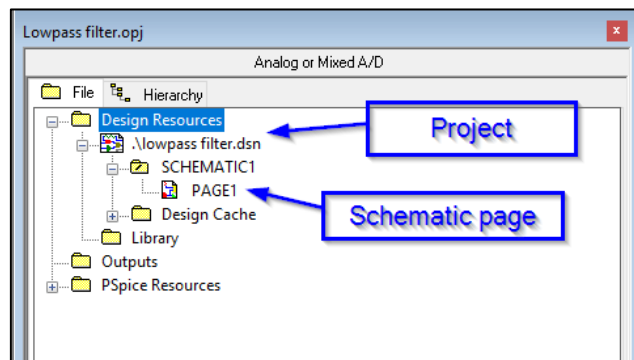 Lowpass filter.opj
x
Analog or Mixed A/D
File Hierarchy
Design Resources
Project
.\lowpass filter.dsn
SCHEMATIC1
PAGE1
Schematic page
Design Cache
Library
Outputs
PSpice Resources